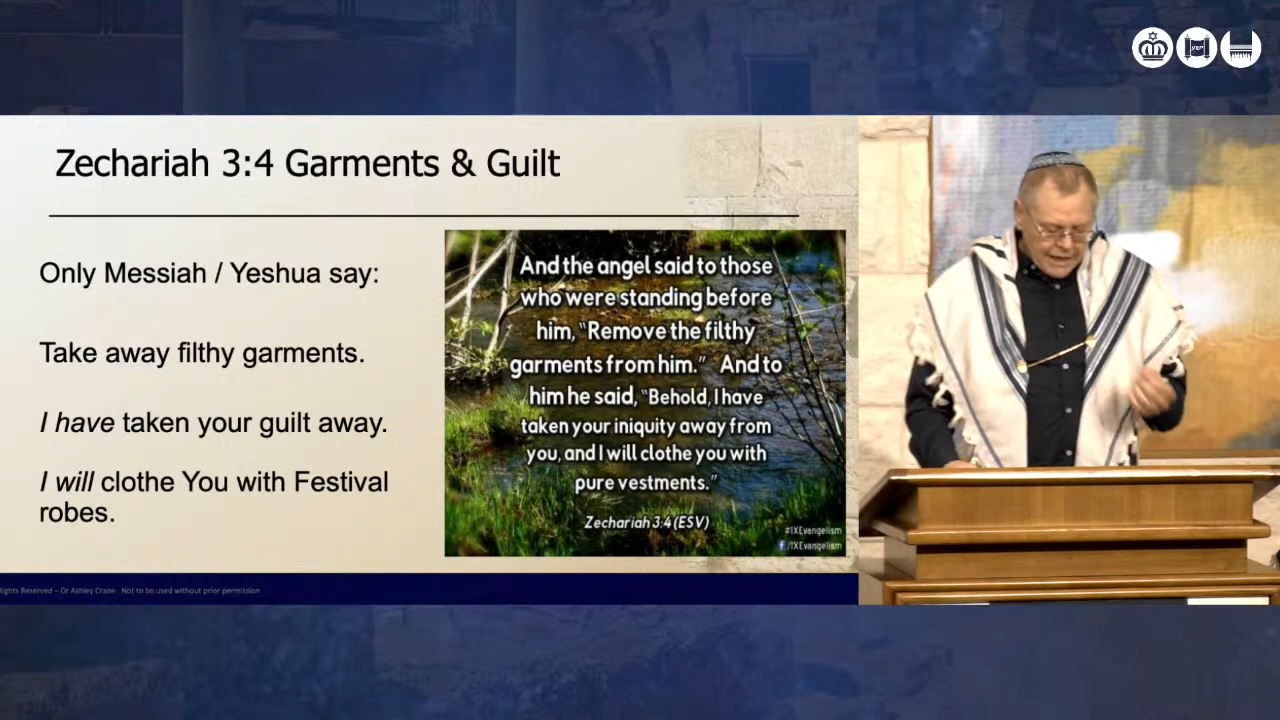 Zechariah 3:4 Garments & Guilt
Only Messiah / Yeshua say:
Take away filthy garments.
I have taken your guilt away.
I will clothe You with Festival
robes.
And the angel said to those
who were standing before
him, “Remove the filthy
garments from him.” And to
him he said, “Behold, I have
taken your iniquity away from
you, and I will clothe you with
pure vestments.”
Zechariah 3:4 (ESV)
#1XEvangelism
f /1XEvangelism
Rights Reserved – Dr Ashley Crane Not to be used without prior permission